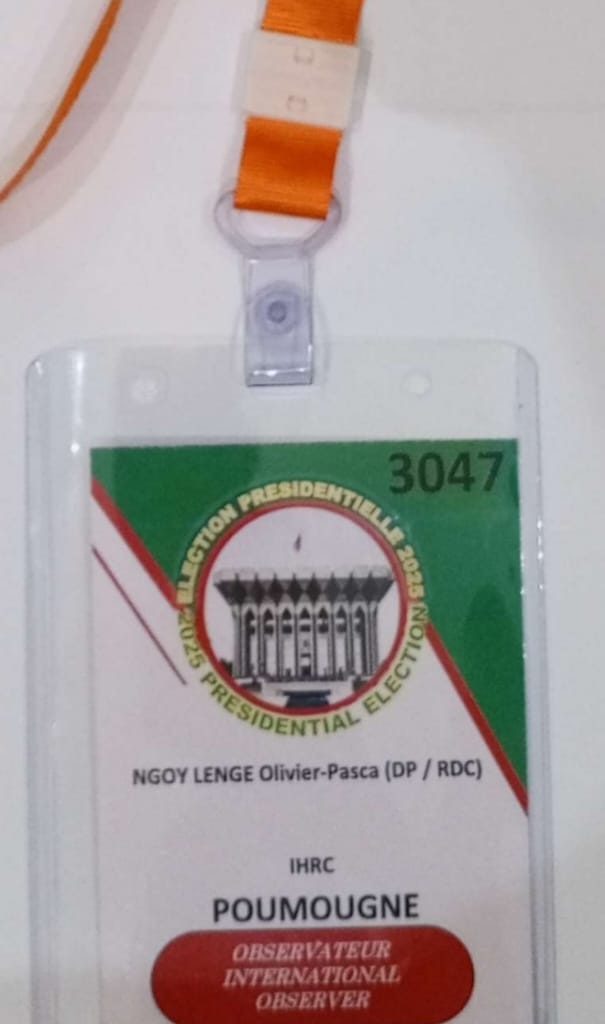 3047
ELECTION PRESIDENTIELLE 2025
2025 PRESIDENTIAL ELECTION
NGOY LENGE Olivier-Pasca (DP / RDC)
IHRC
POUMOUGNE
OBSERVATEUR
INTERNATIONAL
OBSERVER